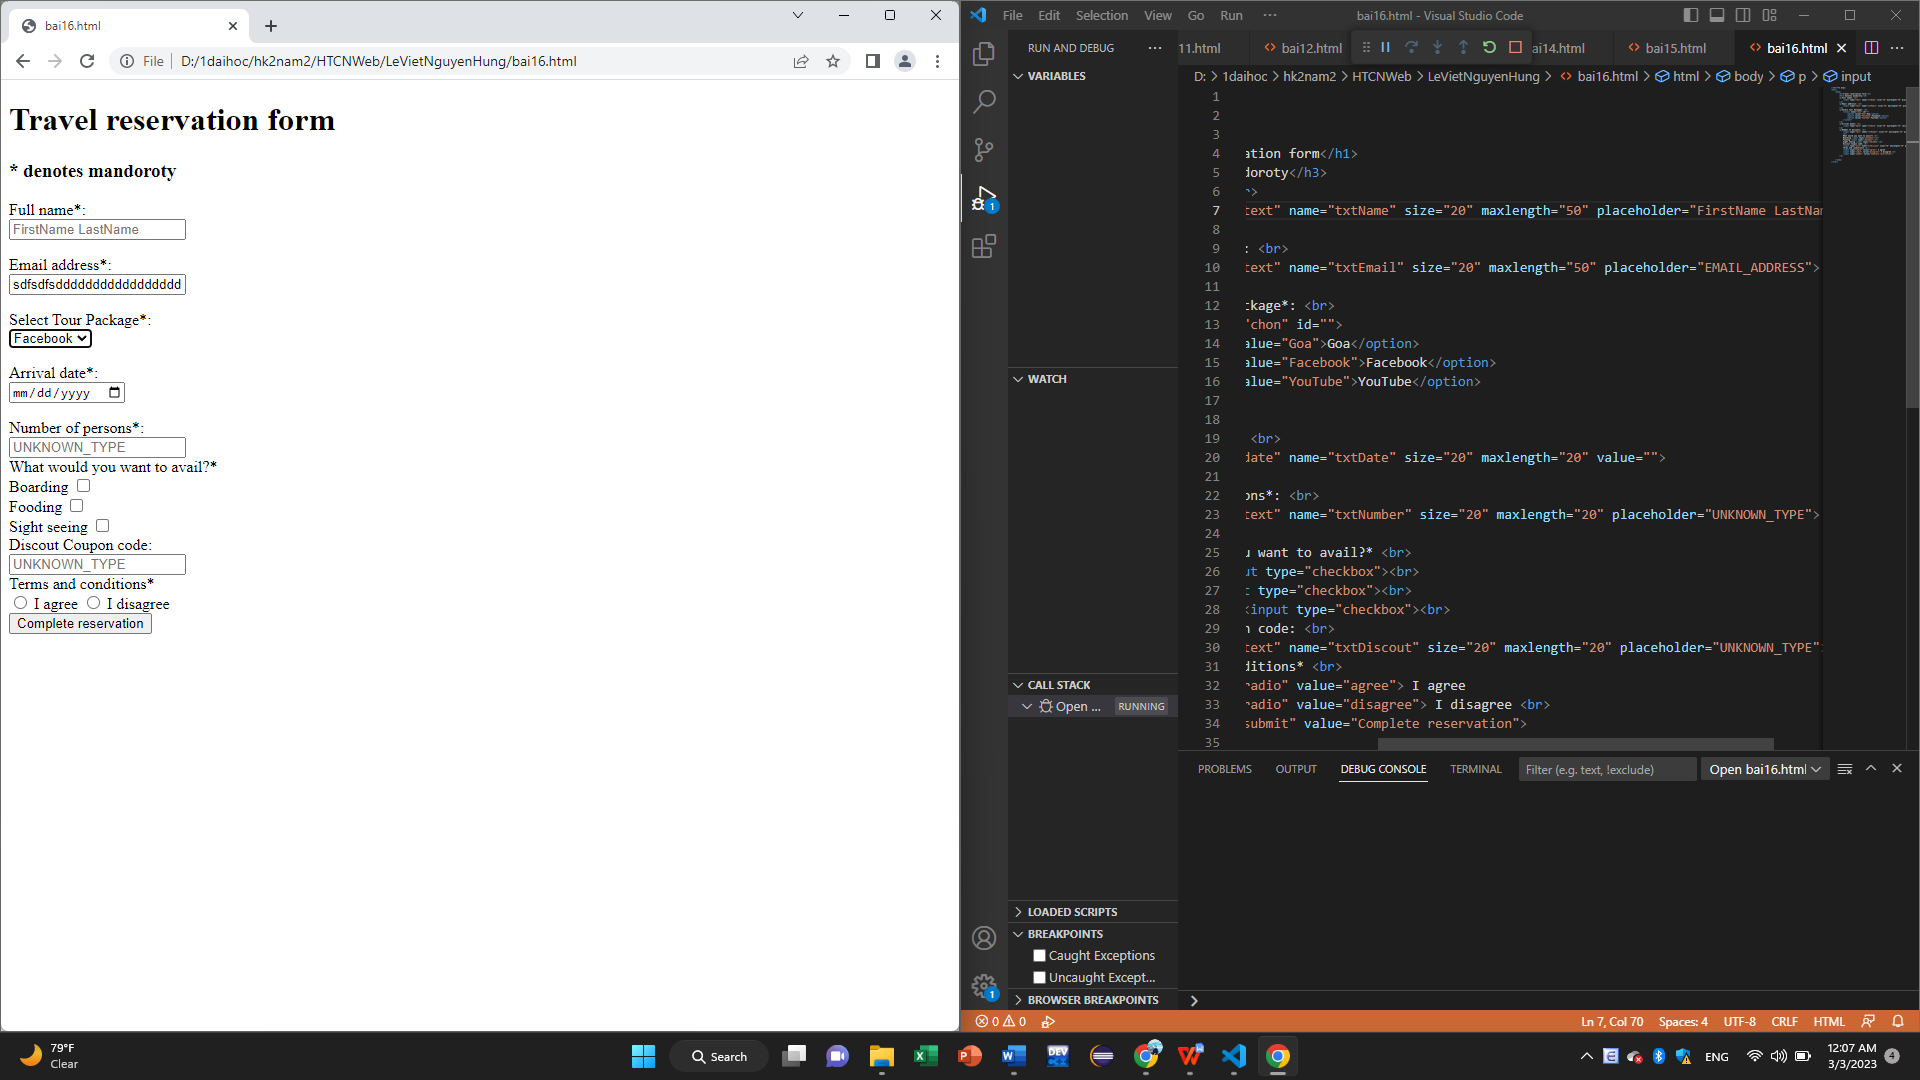 bai16.html
File
D:/1daihoc/hk2nam2/HTCNWeb/LeVietNguyenHung/bai16.html
Travel reservation form
* denotes mandoroty
Full name*:
FirstName LastName
Email address*:
sdfsdfsddddddddddddddddd
Select Tour Package*:
Facebook
Arrival date*:
mm/dd/yyyy
Number of persons*:
UNKNOWN_TYPE
What would you want to avail?*
Boarding
Fooding
Sight seeing
Discout Coupon code:
UNKNOWN_TYPE
Terms and conditions*
I agree I disagree
Complete reservation
File Edit Selection View Go Run ···
bai16.html - Visual Studio Code
RUN AND DEBUG ···
11.html bai12.html ai14.html bai15.html bai16.html ···
D: > 1daihoc > hk2nam2 > HTCNWeb > LeVietNguyenHung > bai16.html > html > body > p > input
VARIABLES
WATCH
CALL STACK
Open ... RUNNING
LOADED SCRIPTS
BREAKPOINTS
Caught Exceptions
Uncaught Except...
BROWSER BREAKPOINTS
1
1
1
2
3
4 ation form</h1>
5 doroty</h3>
6 r>
7 text" name="txtName" size="20" maxlength="50" placeholder="FirstName LastNam
8
9 : <br>
10 text" name="txtEmail" size="20" maxlength="50" placeholder="EMAIL_ADDRESS">
11
12 ckage*: <br>
13 "chon" id="">
14 alue="Goa">Goa</option>
15 alue="Facebook">Facebook</option>
16 alue="YouTube">YouTube</option>
17
18
19 <br>
20 date" name="txtDate" size="20" maxlength="20" value="">
21
22 ons*: <br>
23 text" name="txtNumber" size="20" maxlength="20" placeholder="UNKNOWN_TYPE">
24
25 u want to avail?* <br>
26 ut type="checkbox"><br>
27 t type="checkbox"><br>
28 <input type="checkbox"><br>
29 n code: <br>
30 text" name="txtDiscout" size="20" maxlength="20" placeholder="UNKNOWN_TYPE"
31 ditions* <br>
32 radio" value="agree"> I agree
33 radio" value="disagree"> I disagree <br>
34 submit" value="Complete reservation">
35
PROBLEMS OUTPUT DEBUG CONSOLE TERMINAL
Filter (e.g. text, !exclude)
Open bai16.html
0 0
Ln 7, Col 70 Spaces: 4 UTF-8 CRLF HTML
79°F
Clear
Search
DEV
ENG
12:07 AM
3/3/2023
4